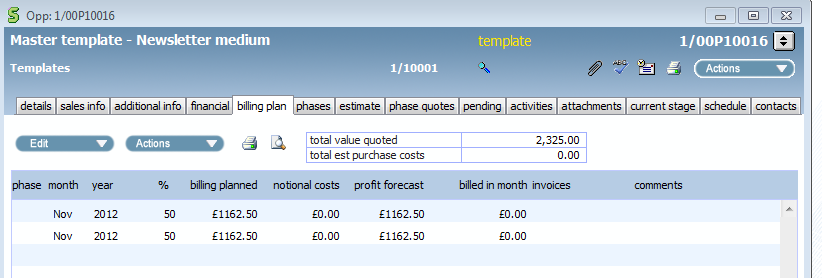 Opp: 1/00P10016
Master template - Newsletter medium template 1/00P10016
Templates 1/10001 ABC Actions
details sales info additional info financial billing plan phases estimate phase quotes pending activities attachments current stage schedule contacts
Edit Actions total value quoted 2,325.00
total est purchase costs 0.00
phase month year % billing planned notional costs profit forecast billed in month invoices comments
Nov 2012 50 £1162.50 £0.00 £1162.50 £0.00
Nov 2012 50 £1162.50 £0.00 £1162.50 £0.00